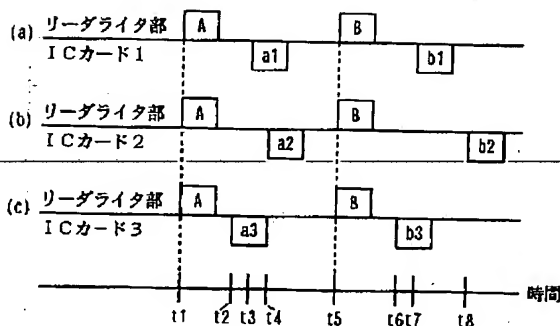 (a) リーダライタ部 A B
ICカード1 a1 b1
(b) リーダライタ部 A B
ICカード2 a2 b2
(c) リーダライタ部 A B
ICカード3 a3 b3
時間
t1 t2 t3 t4 t5 t6 t7 t8